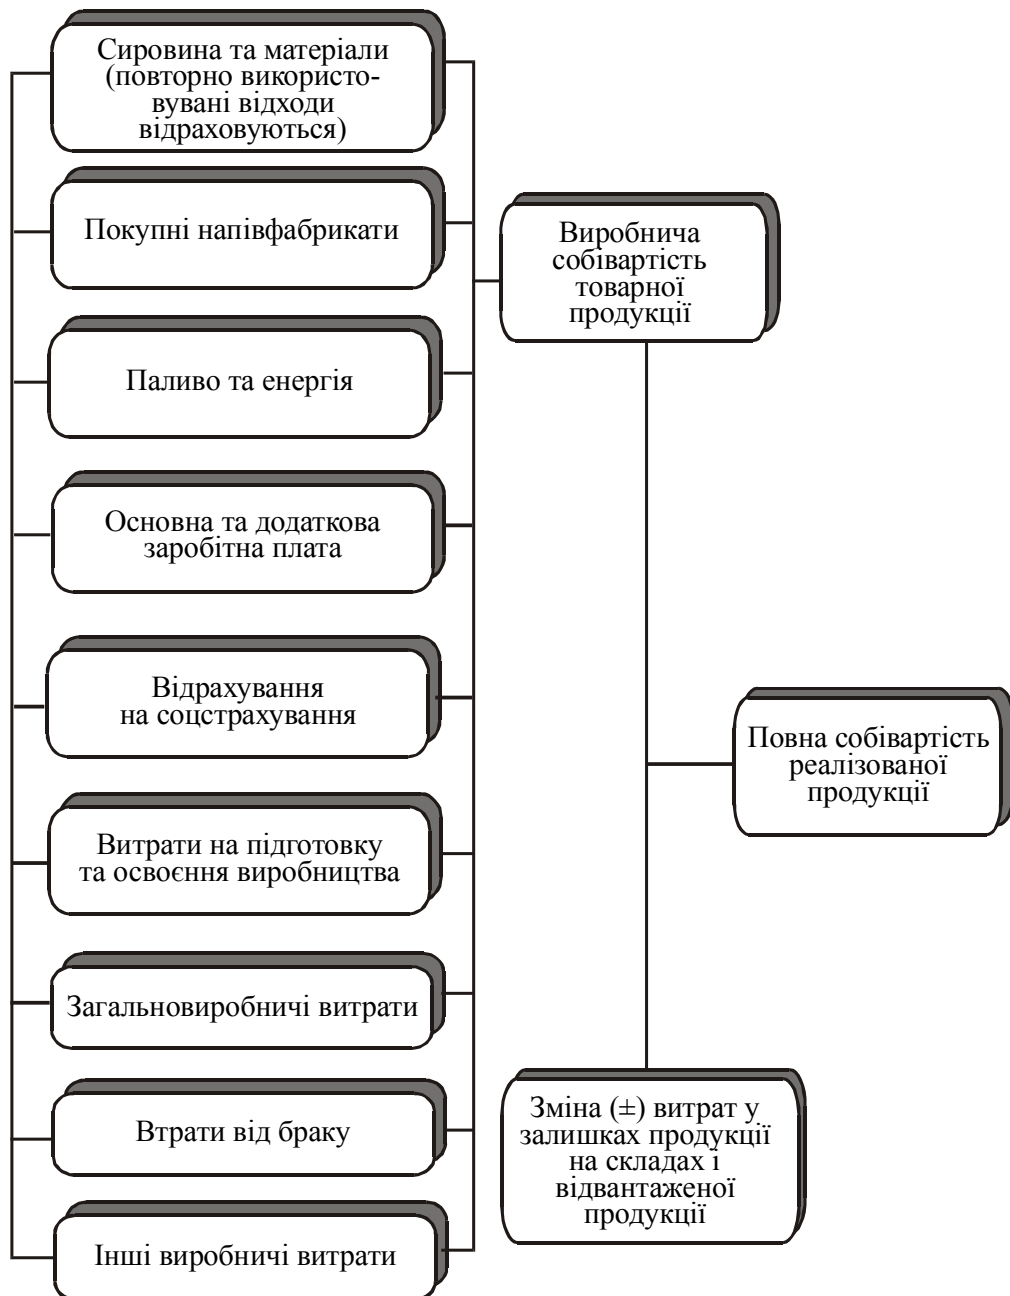 Сировина та матеріали
(повторно використо-
вувані відходи
відраховуються)
Покупні напівфабрикати
Паливо та енергія
Основна та додаткова
заробітна плата
Відрахування
на соцстрахування
Витрати на підготовку
та освоєння виробництва
Загальновиробничі витрати
Втрати від браку
Інші виробничі витрати
Виробнича
собівартість
товарної
продукції
Зміна (±) витрат у
залишках продукції
на складах і
відвантаженої
продукції
Повна собівартість
реалізованої
продукції